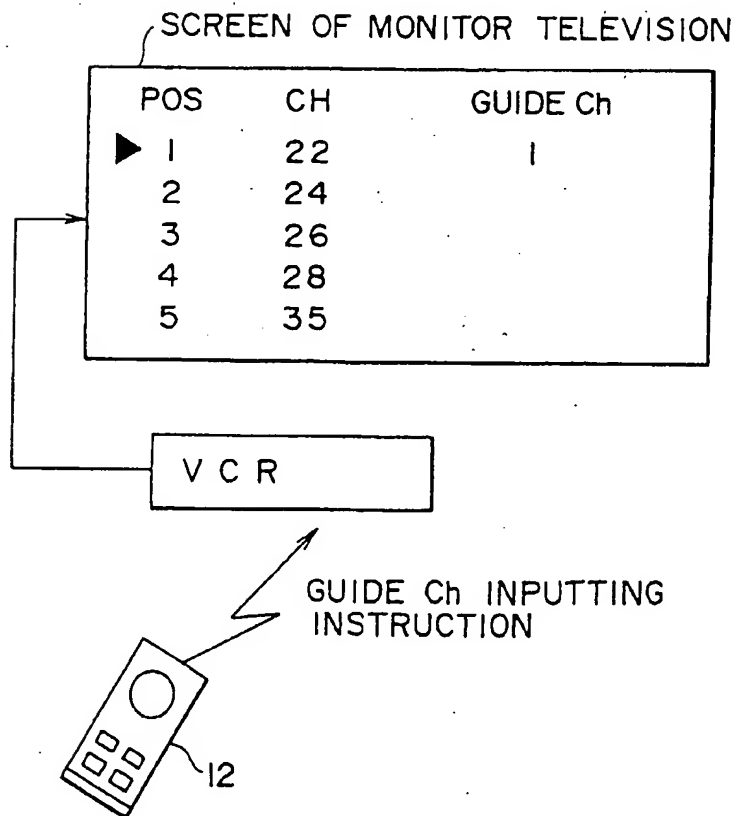 SCREEN OF MONITOR TELEVISION
POS CH GUIDE Ch
▶ 1 22 1
2 24
3 26
4 28
5 35
VCR
GUIDE Ch INPUTTING
INSTRUCTION
12